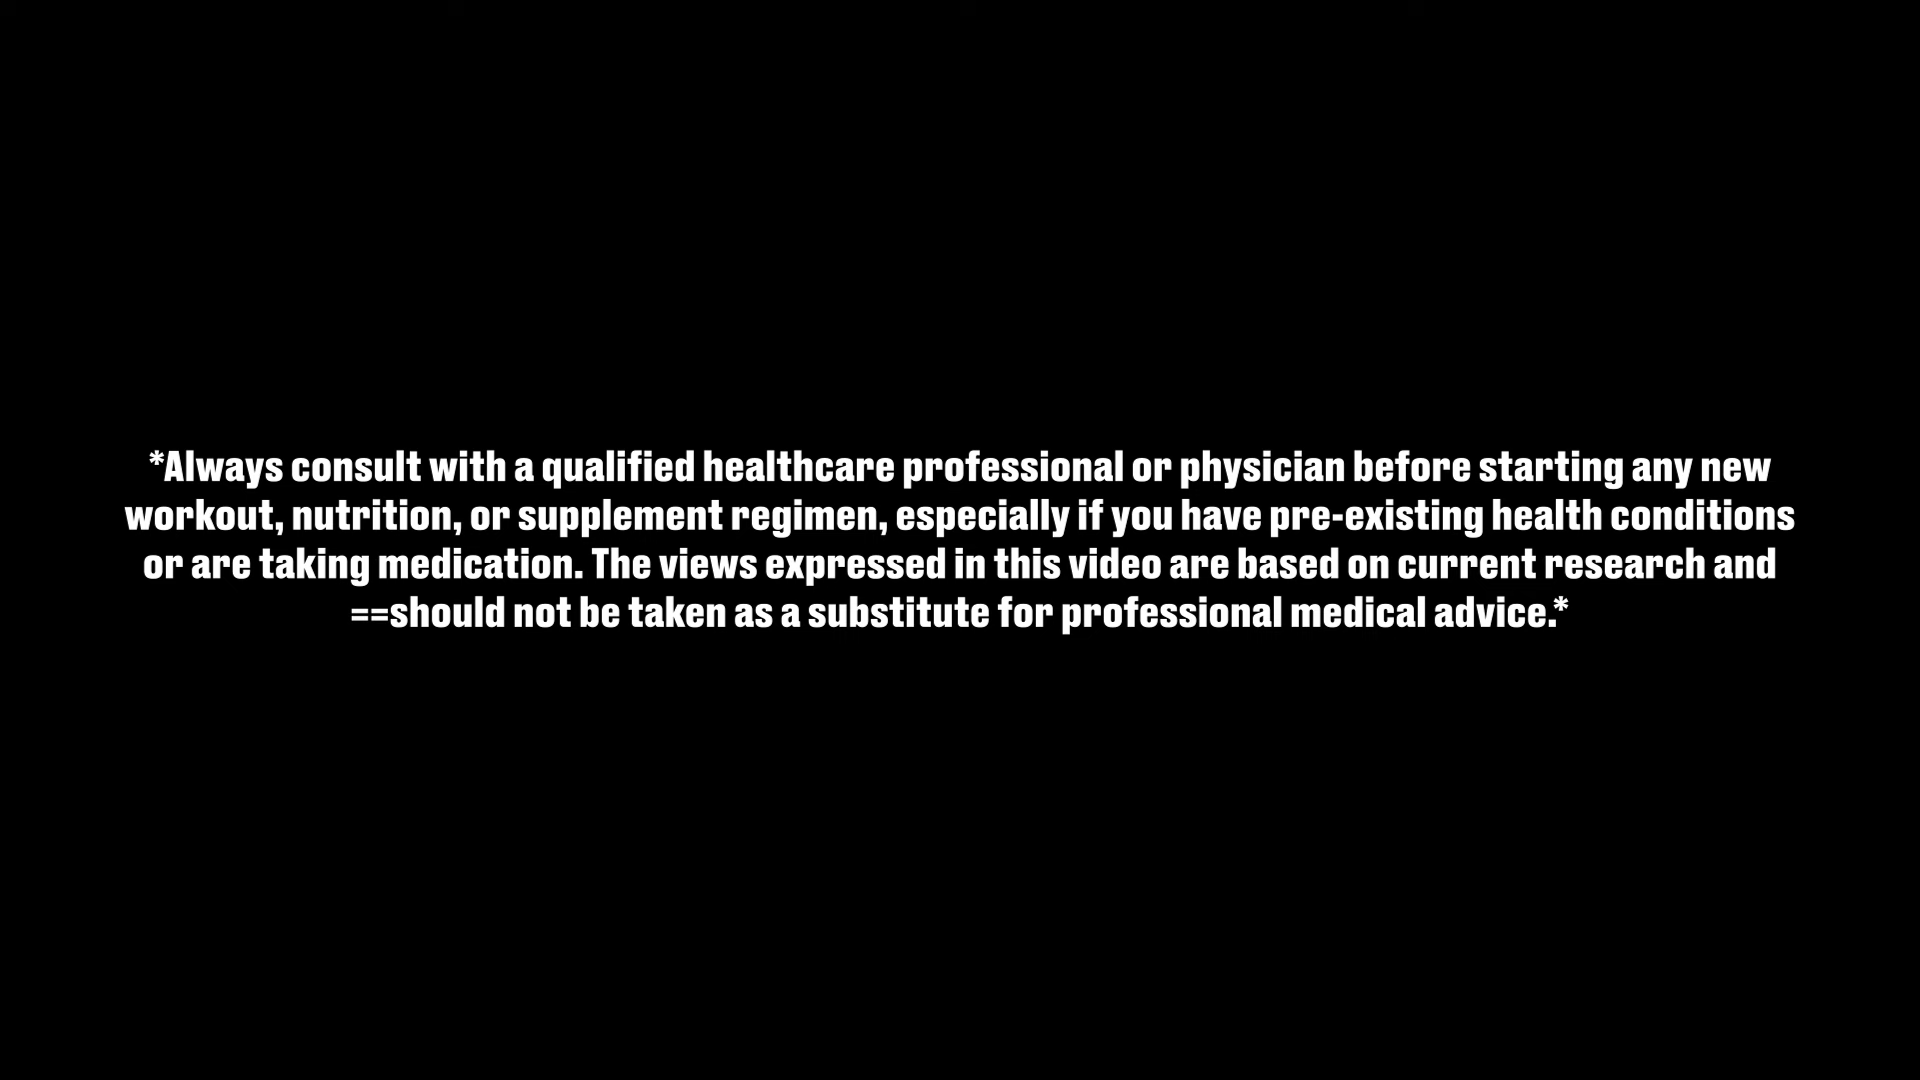 *Always consult with a qualified healthcare professional or physician before starting any new
workout, nutrition, or supplement regimen, especially if you have pre-existing health conditions
or are taking medication. The views expressed in this video are based on current research and
==should not be taken as a substitute for professional medical advice.*